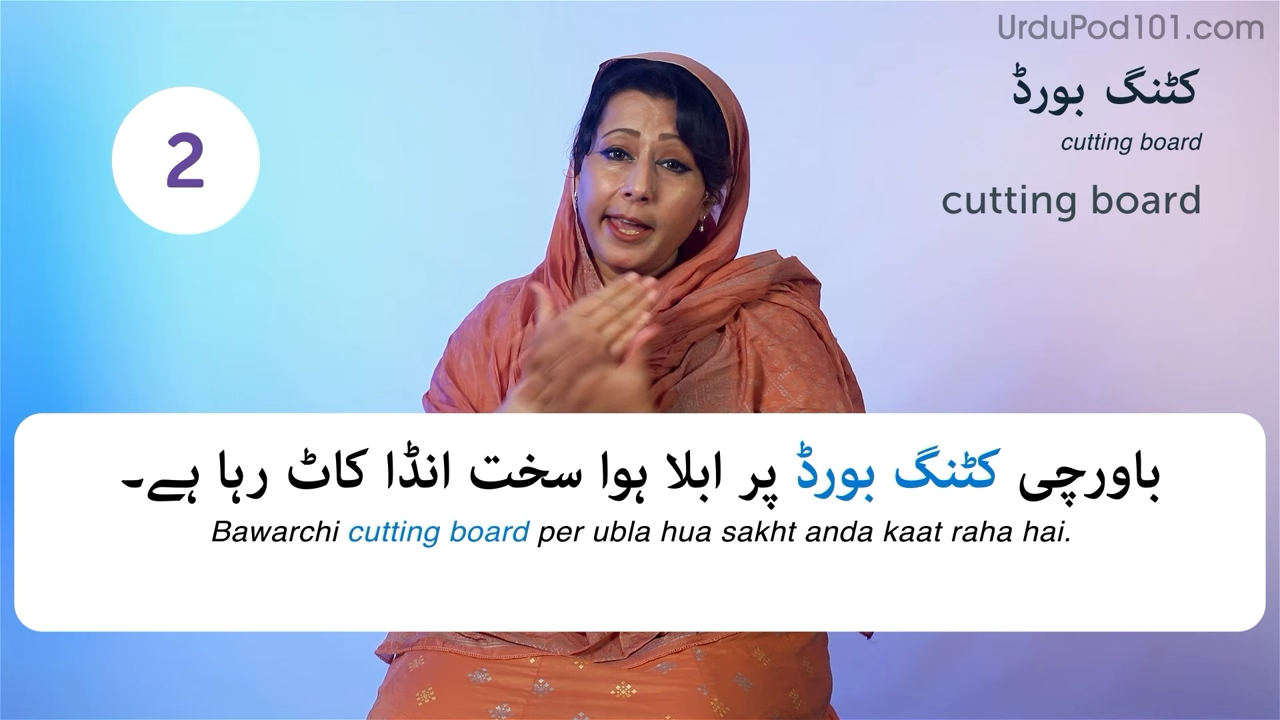 UrduPod101.com
2
کٹنگ بورڈ
cutting board
cutting board
باورچی کٹنگ بورڈ پر ابلا ہوا سخت انڈا کاٹ رہا ہے۔
Bawarchi cutting board per ubla hua sakht anda kaat raha hai.